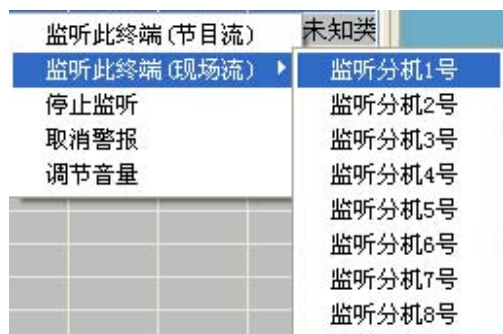 监听此终端(节目流)
监听此终端(现场流)
停止监听
取消警报
调节音量
未知类
监听分机1号
监听分机2号
监听分机3号
监听分机4号
监听分机5号
监听分机6号
监听分机7号
监听分机8号